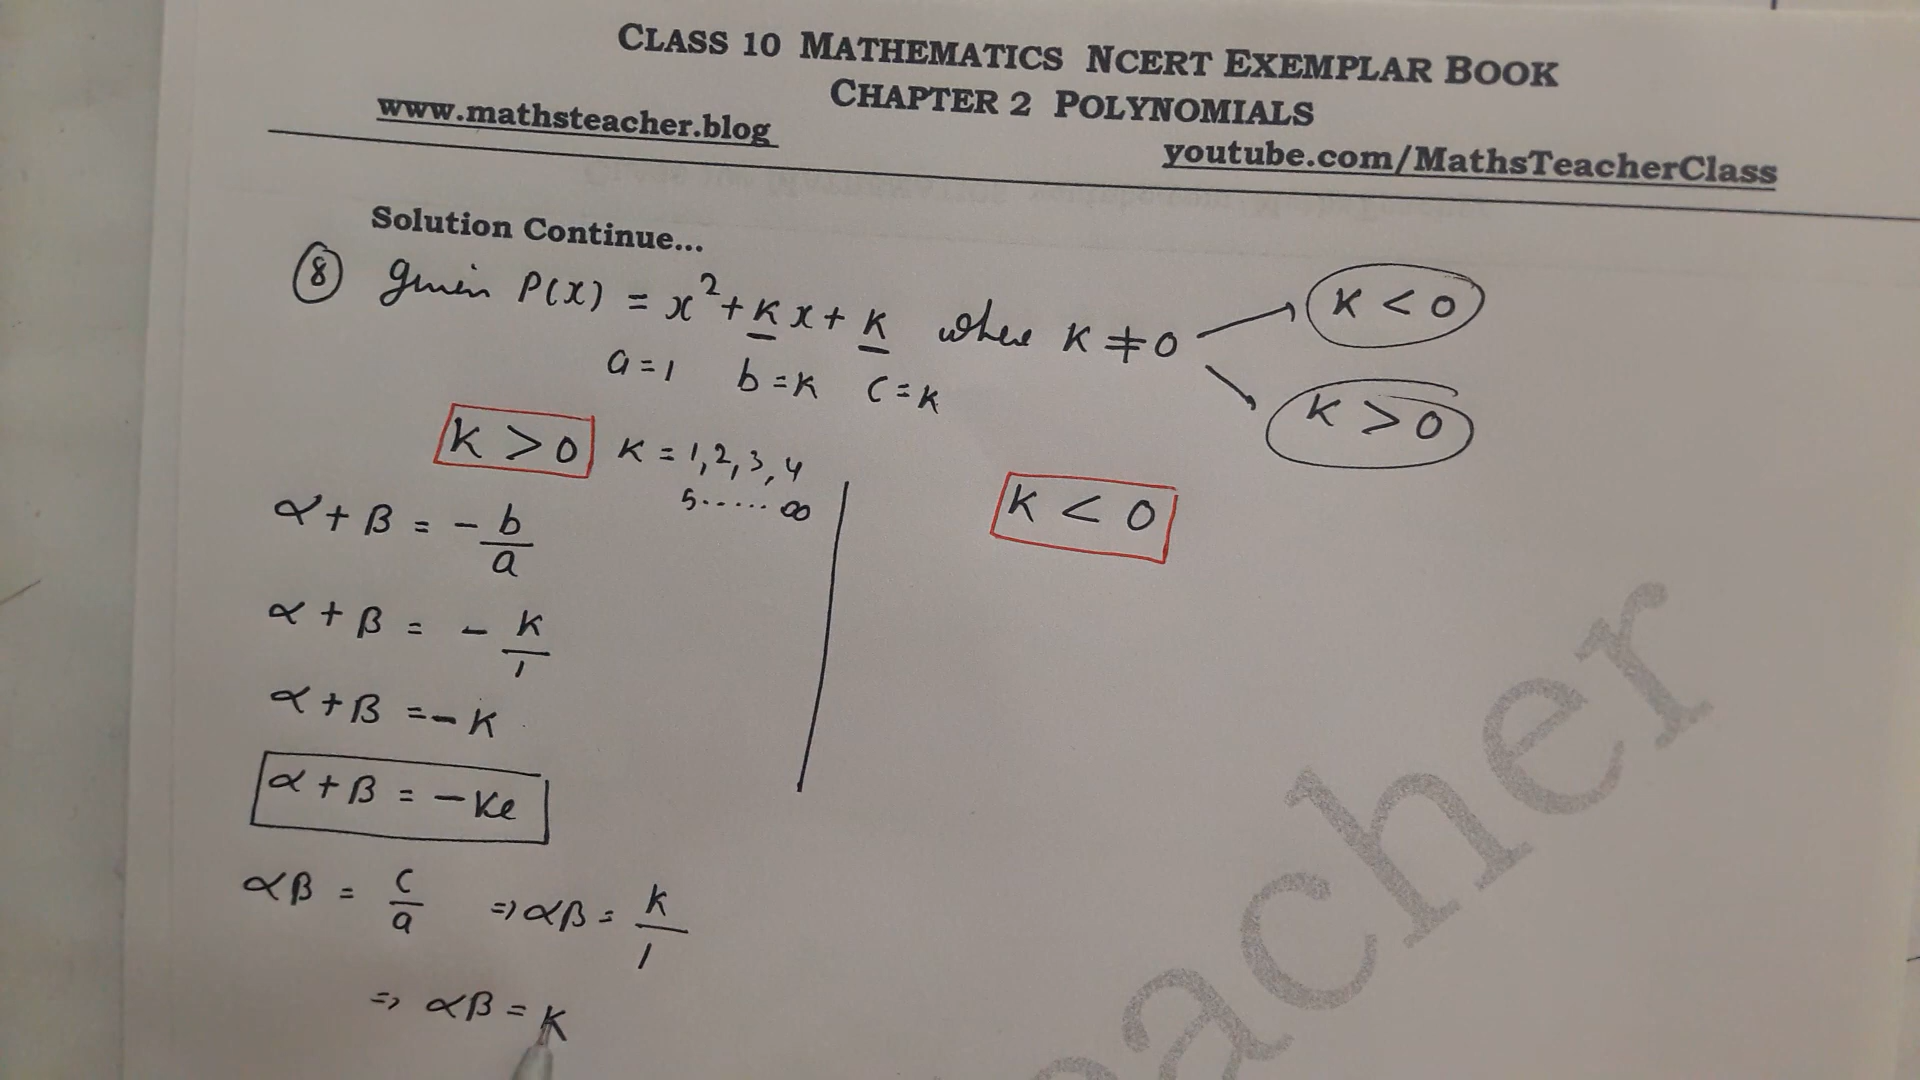 CLASS 10 MATHEMATICS NCERT EXEMPLAR BOOK
CHAPTER 2 POLYNOMIALS
www.mathsteacher.blog
youtube.com/MathsTeacherClass
Solution Continue...
⑧ Given P(x) = x² + Kx + K where K ≠ 0
K < 0
K > 0
a = 1 b = K C = K
K > 0 K = 1, 2, 3, 4
5...... ∞
α + β = - b/a
α + β = - K/1
α + β = - K
α + β = - Ke
αβ = c/a ⇒ αβ = K/1
⇒ αβ = K
K < 0
eacher